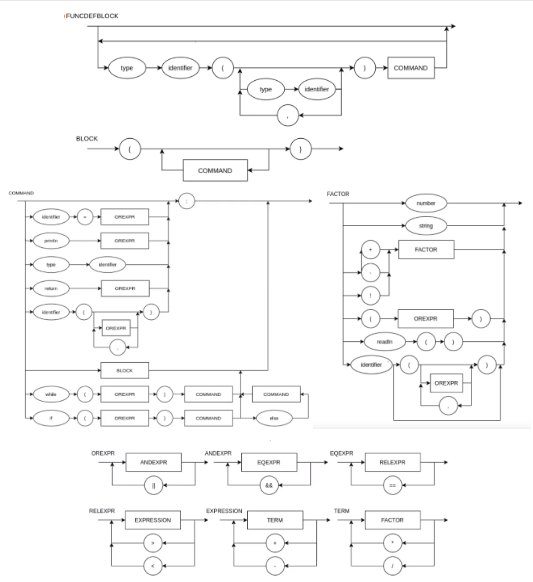 FUNCDEFBLOCK
type identifier ( ) COMMAND
type identifier
,
BLOCK
{ }
COMMAND
COMMAND
;
identifier = OREXPR
println OREXPR
type identifier
return OREXPR
identifier ( )
OREXPR
,
BLOCK
while ( OREXPR ) COMMAND COMMAND
if ( OREXPR ) COMMAND else
FACTOR
number
string
+ FACTOR
-
!
( OREXPR )
readln ( )
identifier ( )
OREXPR
,
OREXPR ANDEXPR EQEXPR
ANDEXPR EQEXPR RELEXPR
|| && ==
RELEXPR EXPRESSION TERM
EXPRESSION TERM FACTOR
> + *
< - /